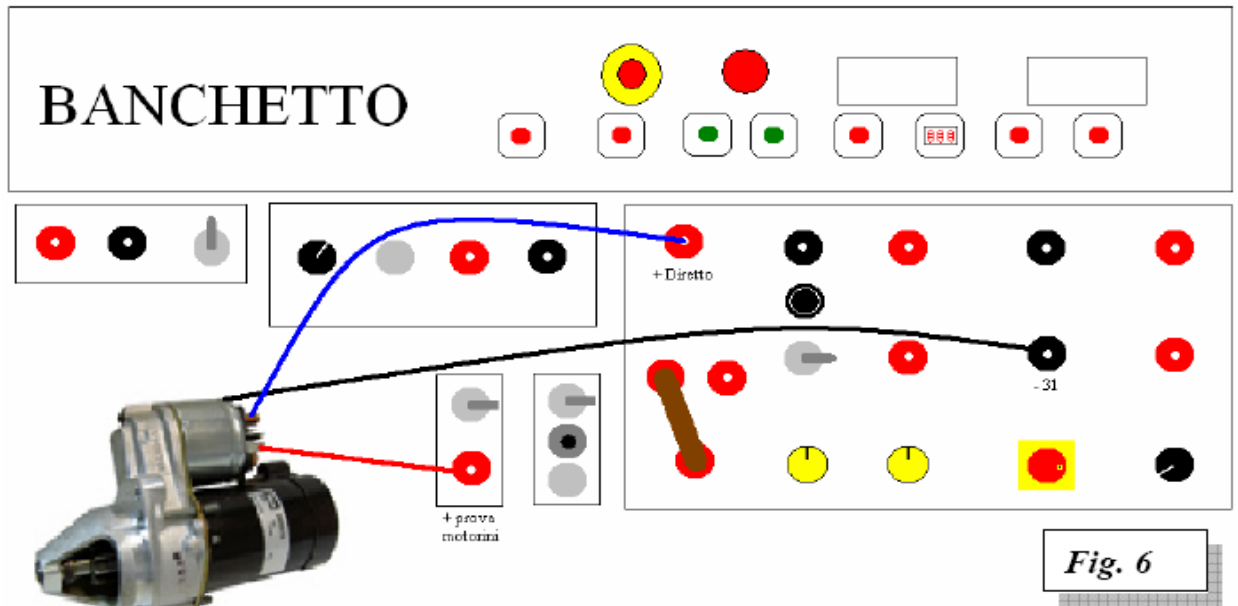 BANCHETTO
+ Diretto
- 31
+ prova
motorini
Fig. 6